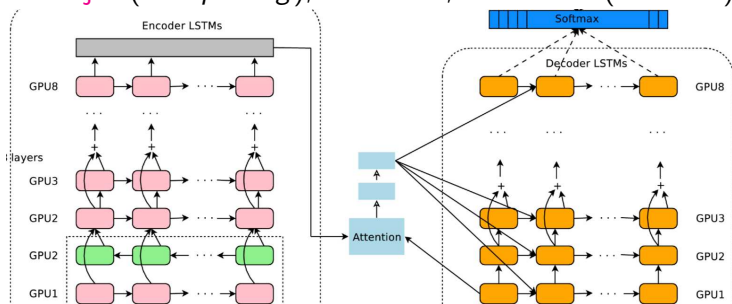 Encoder LSTMs
Softmax
Decoder LSTMs
GPU8
GPU8
layers
GPU3
GPU2
GPU3
GPU2
Attention
GPU2
GPU1
GPU1